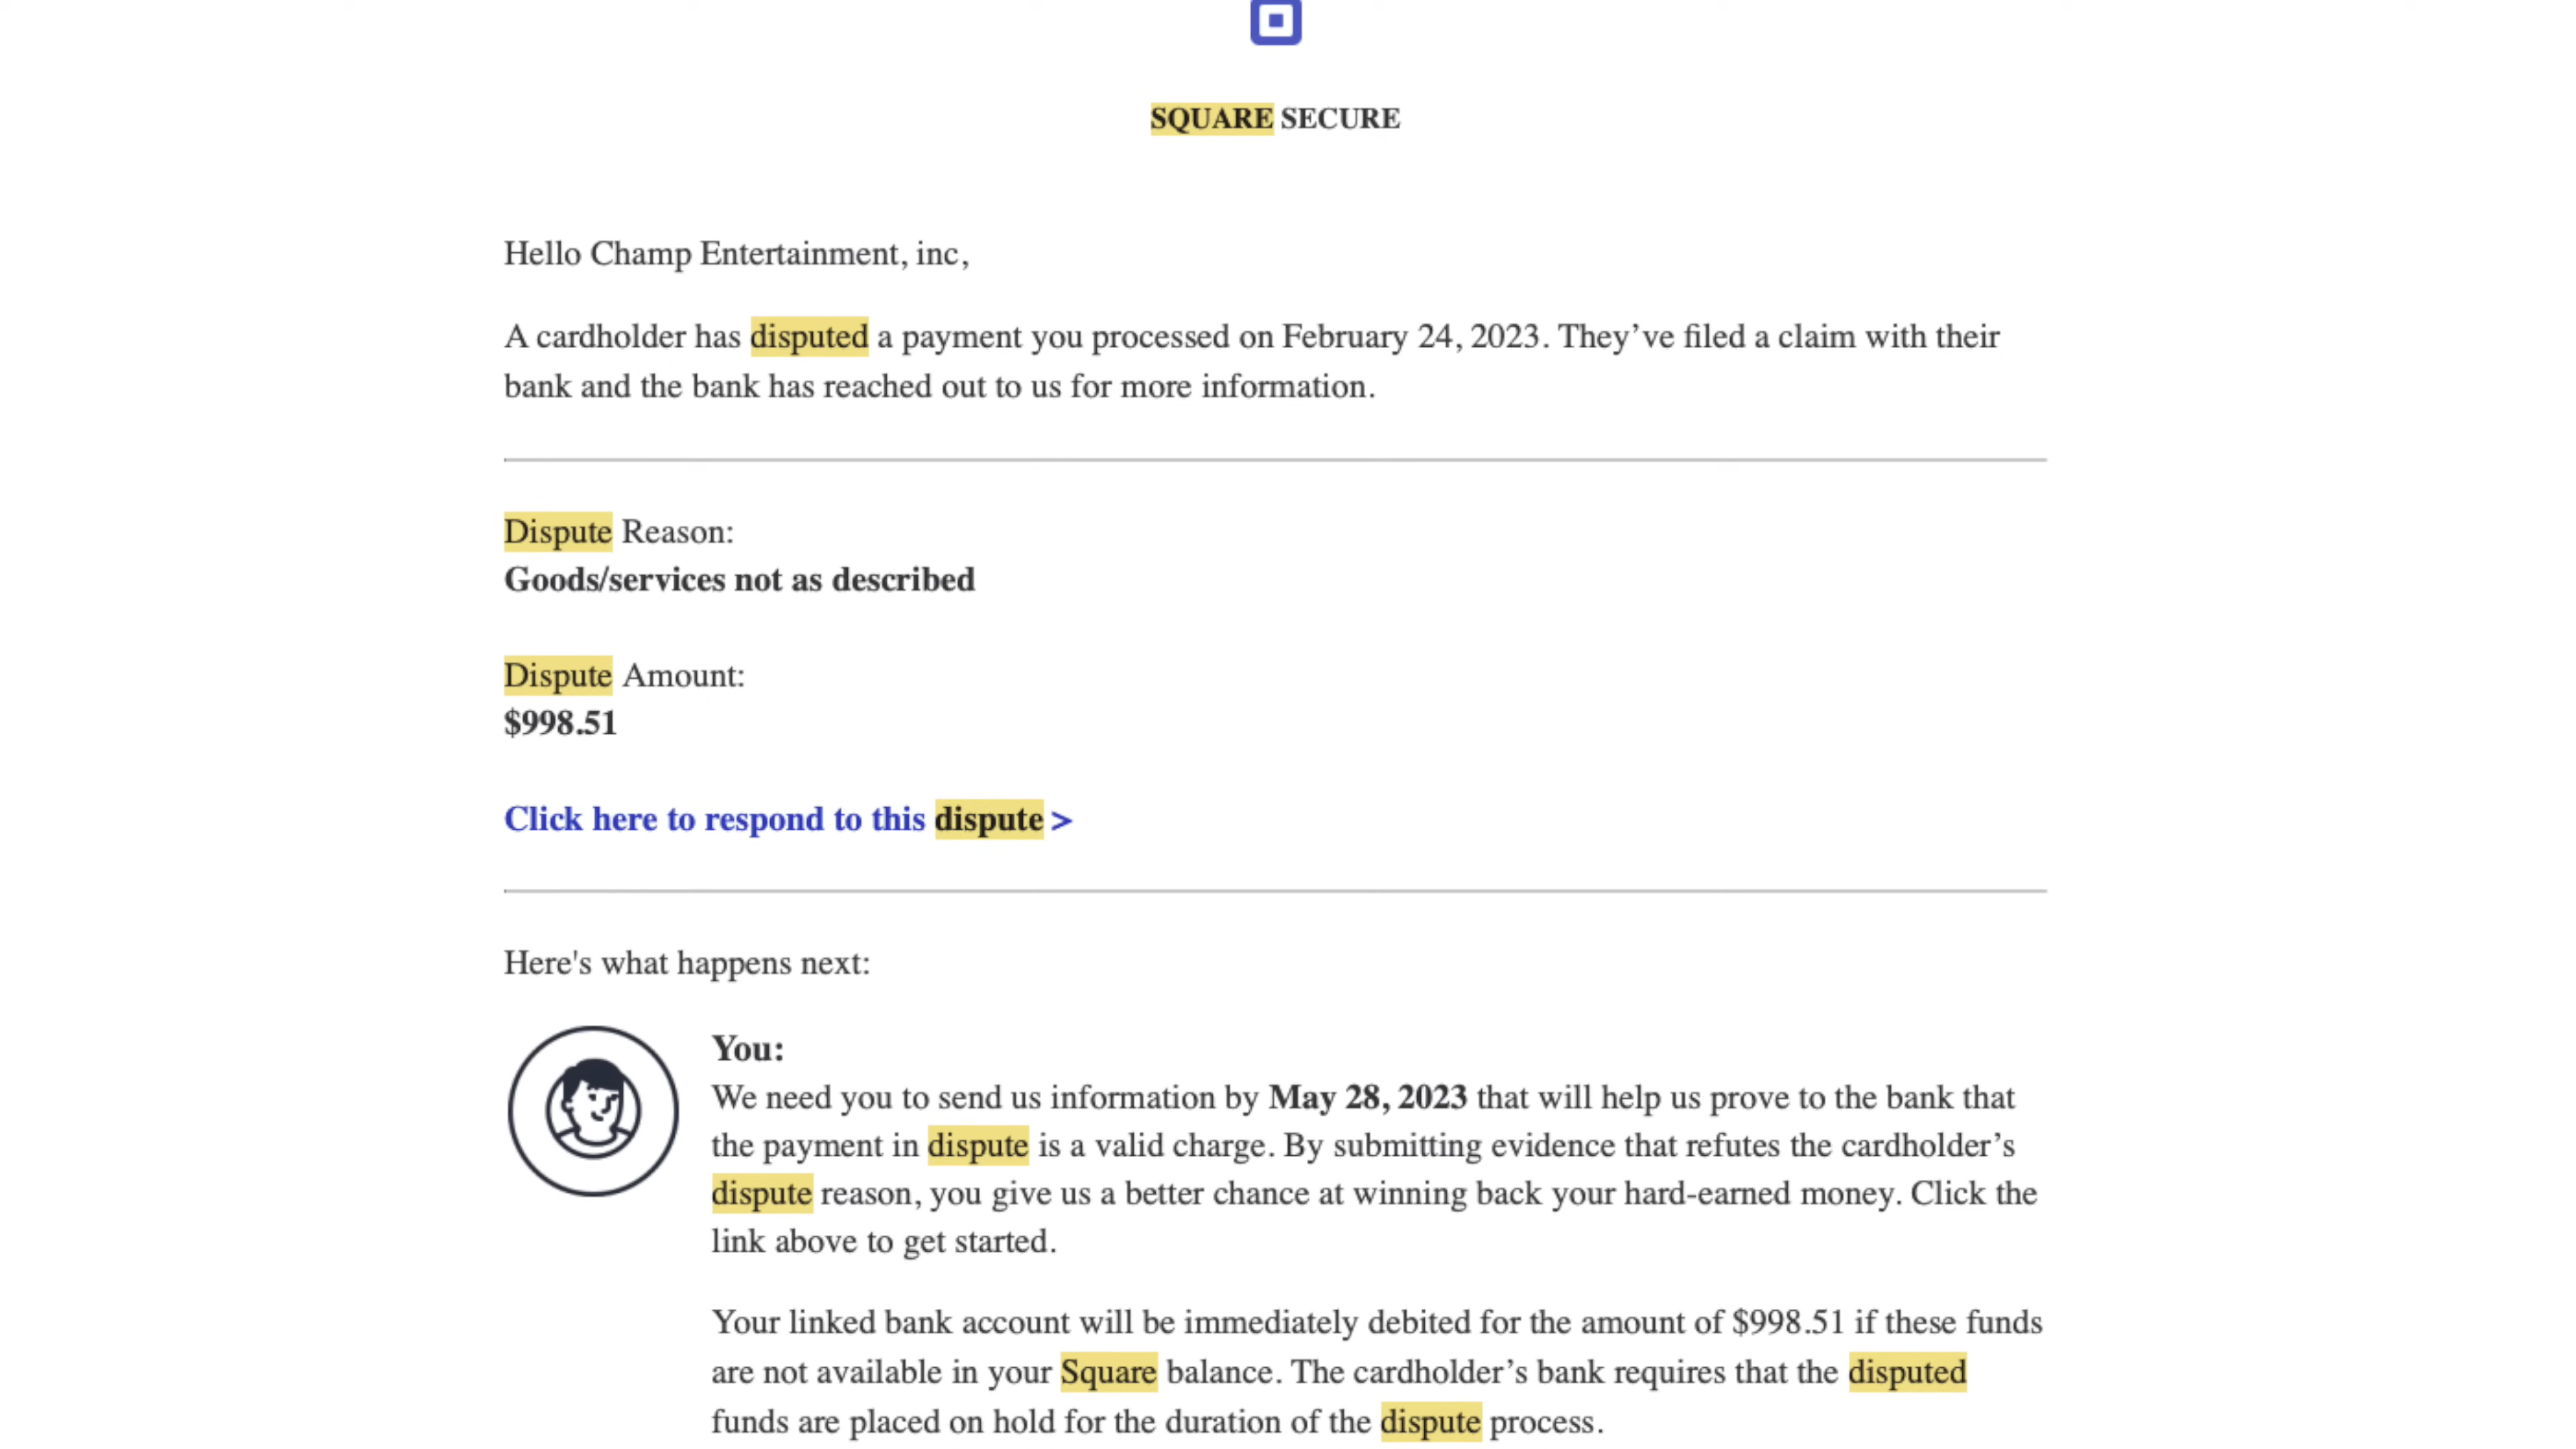 SQUARE SECURE
Hello Champ Entertainment, inc,
A cardholder has disputed a payment you processed on February 24, 2023. They’ve filed a claim with their
bank and the bank has reached out to us for more information.
Dispute Reason:
Goods/services not as described
Dispute Amount:
$998.51
Click here to respond to this dispute >
Here's what happens next:
You:
We need you to send us information by May 28, 2023 that will help us prove to the bank that
the payment in dispute is a valid charge. By submitting evidence that refutes the cardholder’s
dispute reason, you give us a better chance at winning back your hard-earned money. Click the
link above to get started.
Your linked bank account will be immediately debited for the amount of $998.51 if these funds
are not available in your Square balance. The cardholder’s bank requires that the disputed
funds are placed on hold for the duration of the dispute process.